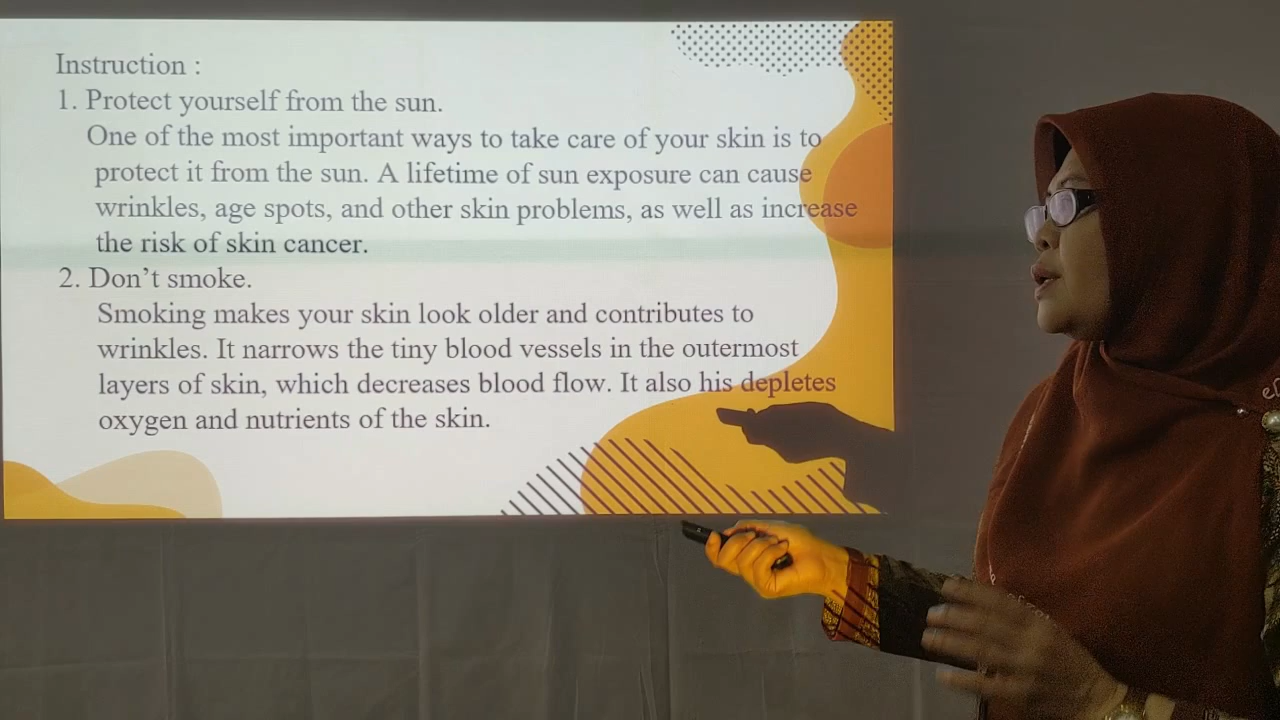 Instruction :
1. Protect yourself from the sun.
One of the most important ways to take care of your skin is to
protect it from the sun. A lifetime of sun exposure can cause
wrinkles, age spots, and other skin problems, as well as increase
the risk of skin cancer.
2. Don’t smoke.
Smoking makes your skin look older and contributes to
wrinkles. It narrows the tiny blood vessels in the outermost
layers of skin, which decreases blood flow. It also his depletes
oxygen and nutrients of the skin.